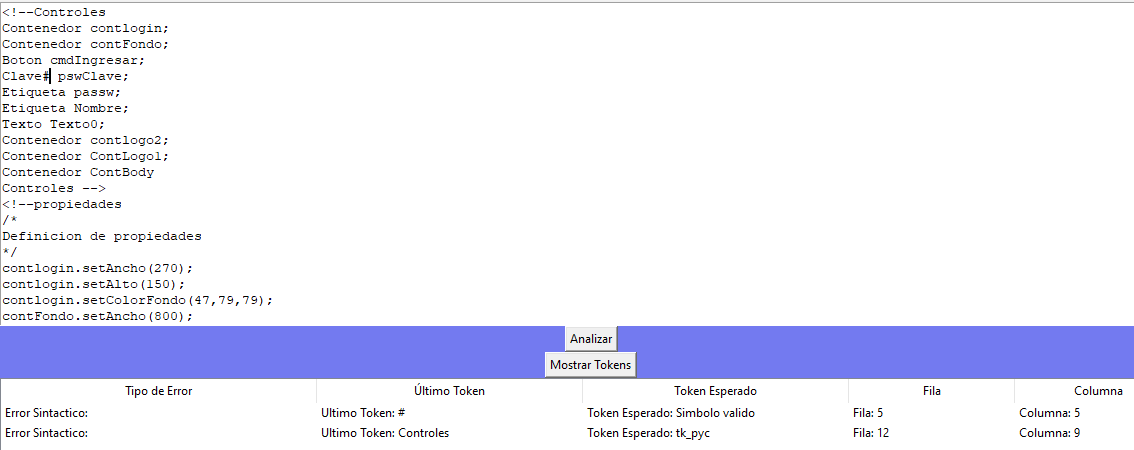 <!--Controles
Contenedor contlogin;
Contenedor contFondo;
Boton cmdIngresar;
Clave# pswClave;
Etiqueta passw;
Etiqueta Nombre;
Texto Texto0;
Contenedor contlogo2;
Contenedor ContLogo1;
Contenedor ContBody
Controles -->
<!--propiedades
/*
Definicion de propiedades
*/
contlogin.setAncho(270);
contlogin.setAlto(150);
contlogin.setColorFondo(47,79,79);
contFondo.setAncho(800);
Analizar
Mostrar Tokens
Tipo de Error Último Token Token Esperado Fila Columna
Error Sintactico: Ultimo Token: # Token Esperado: Simbolo valido Fila: 5 Columna: 5
Error Sintactico: Ultimo Token: Controles Token Esperado: tk_pyc Fila: 12 Columna: 9